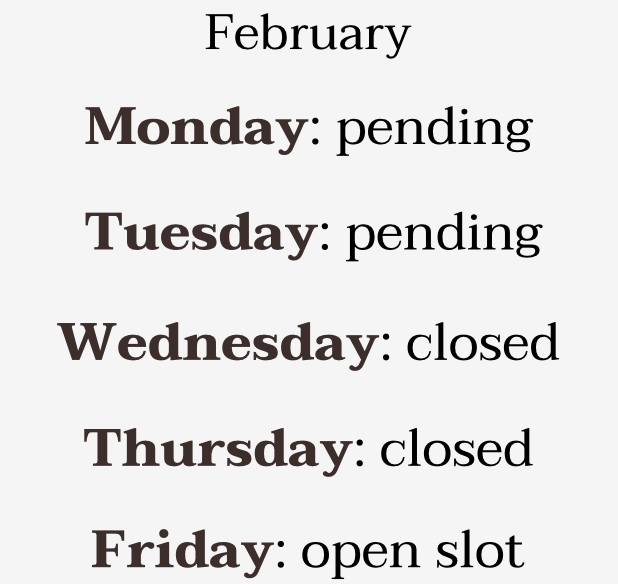 February
Monday: pending
Tuesday: pending
Wednesday: closed
Thursday: closed
Friday: open slot